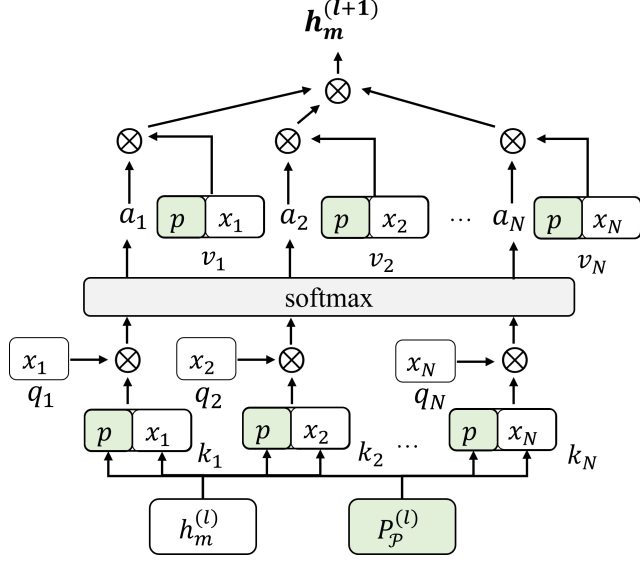 h_m^{(l+1)}
a_1 p x_1 a_2 p x_2 ... a_N p x_N
v_1 v_2 v_N
softmax
x_1 x_2 x_N
q_1 q_2 q_N
p x_1 p x_2 ... p x_N
k_1 k_2 k_N
h_m^{(l)} P_𝒫^{(l)}